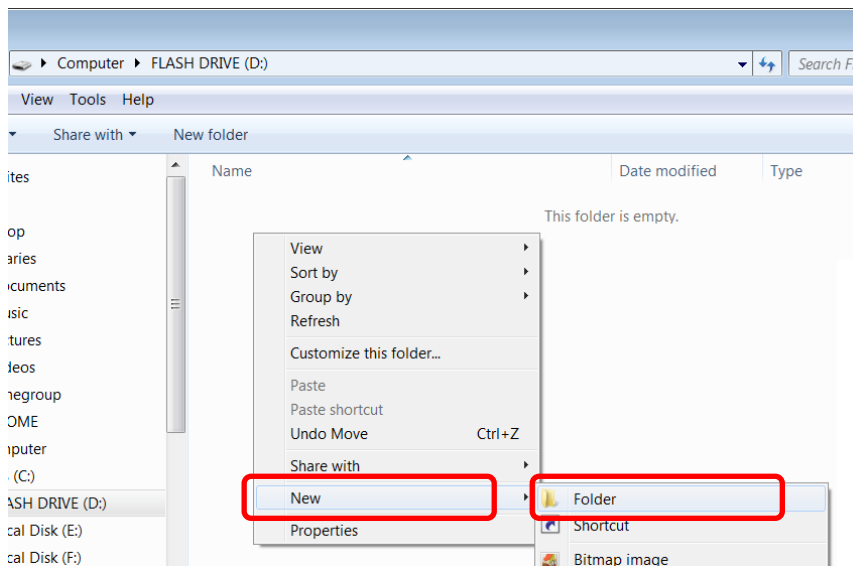 Computer FLASH DRIVE (D:) Search F
View Tools Help
Share with New folder
Name Date modified Type
ites
This folder is empty.
op
aries
ocuments
usic
tures
deos
negroup
OME
nputer
(C:)
ASH DRIVE (D:)
cal Disk (E:)
cal Disk (F:)
View
Sort by
Group by
Refresh
Customize this folder...
Paste
Paste shortcut
Undo Move Ctrl+Z
Share with
New
Properties
Folder
Shortcut
Bitmap image